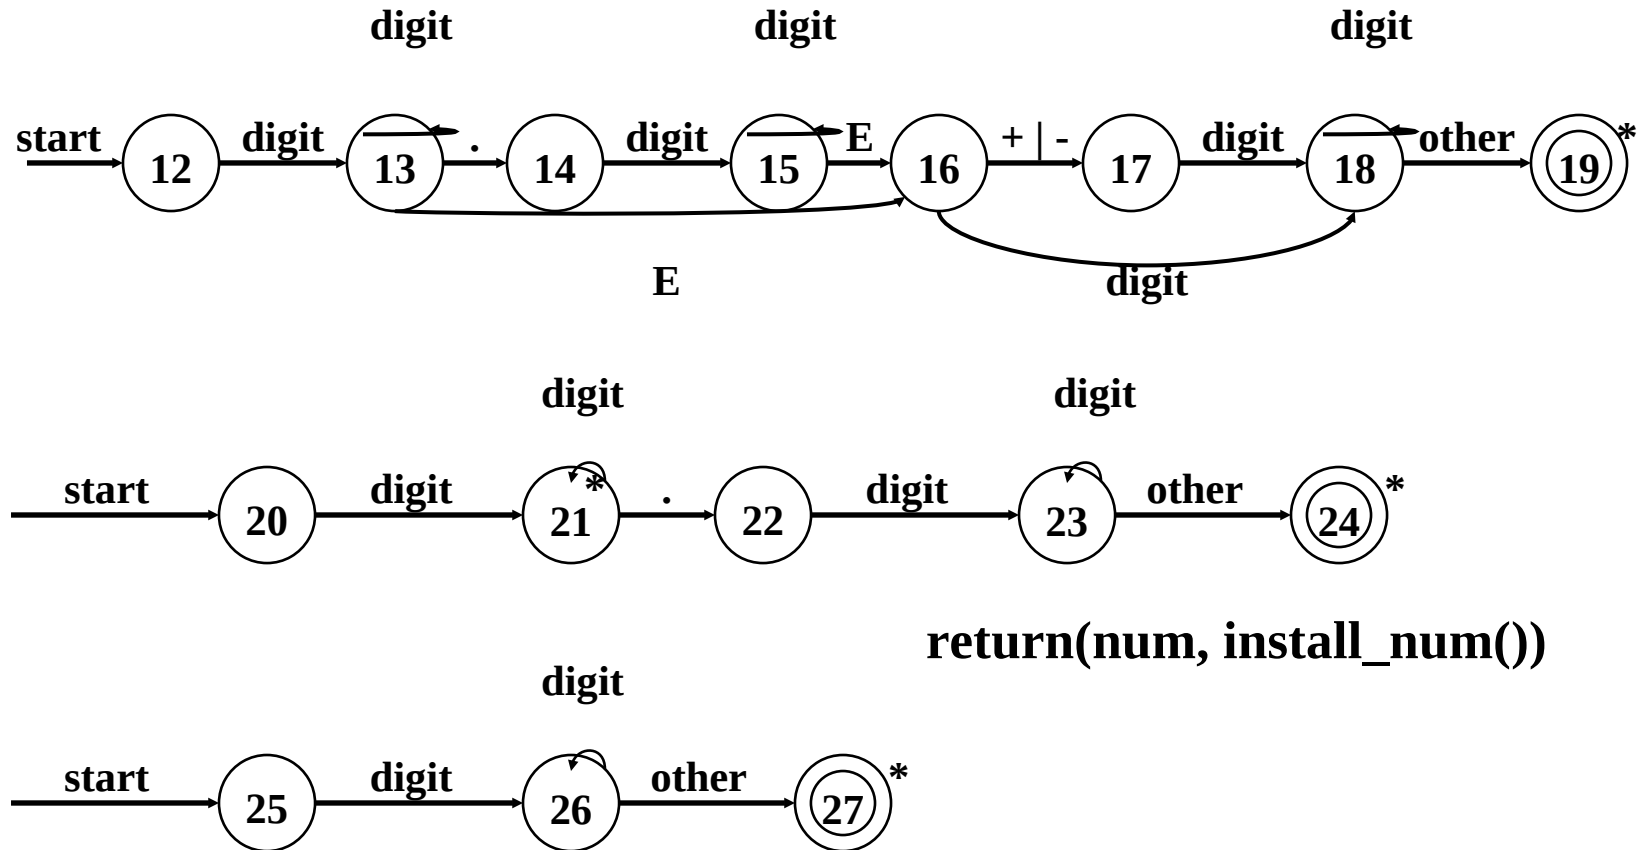 digit digit digit
start digit . digit E + | - digit other *
12 13 14 15 16 17 18 19
E digit
digit digit
start digit * . digit other *
20 21 22 23 24
return(num, install_num())
digit
start digit other *
25 26 27